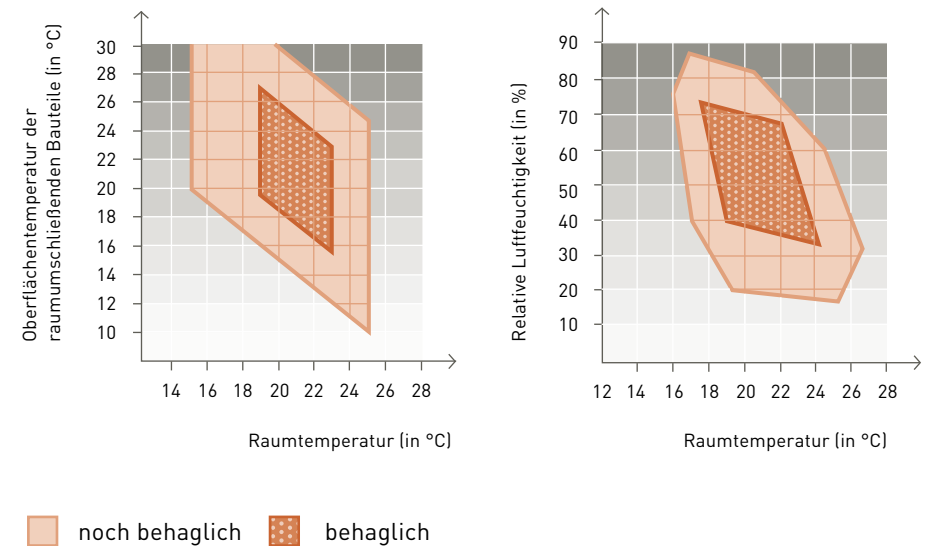 Oberflächentemperatur der
raumumschließenden Bauteile (in °C)
30
28
26
24
22
20
18
16
14
12
10
14 16 18 20 22 24 26 28
Raumtemperatur (in °C)
Relative Luftfeuchtigkeit (in %)
90
80
70
60
50
40
30
20
10
12 14 16 18 20 22 24 26 28
Raumtemperatur (in °C)
noch behaglich behaglich